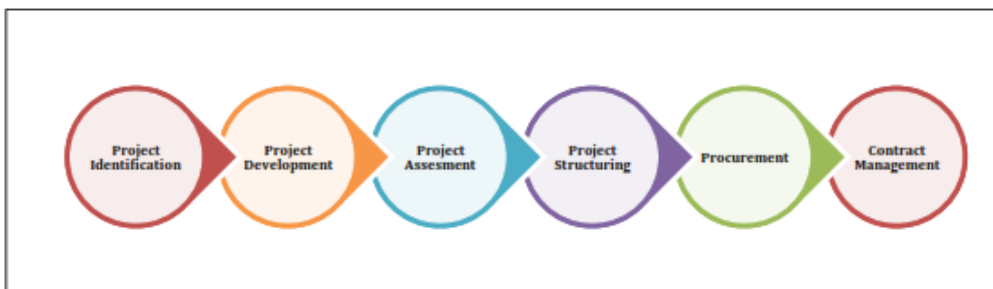 Project
Identification
Project
Development
Project
Assesment
Project
Structuring
Procurement
Contract
Management